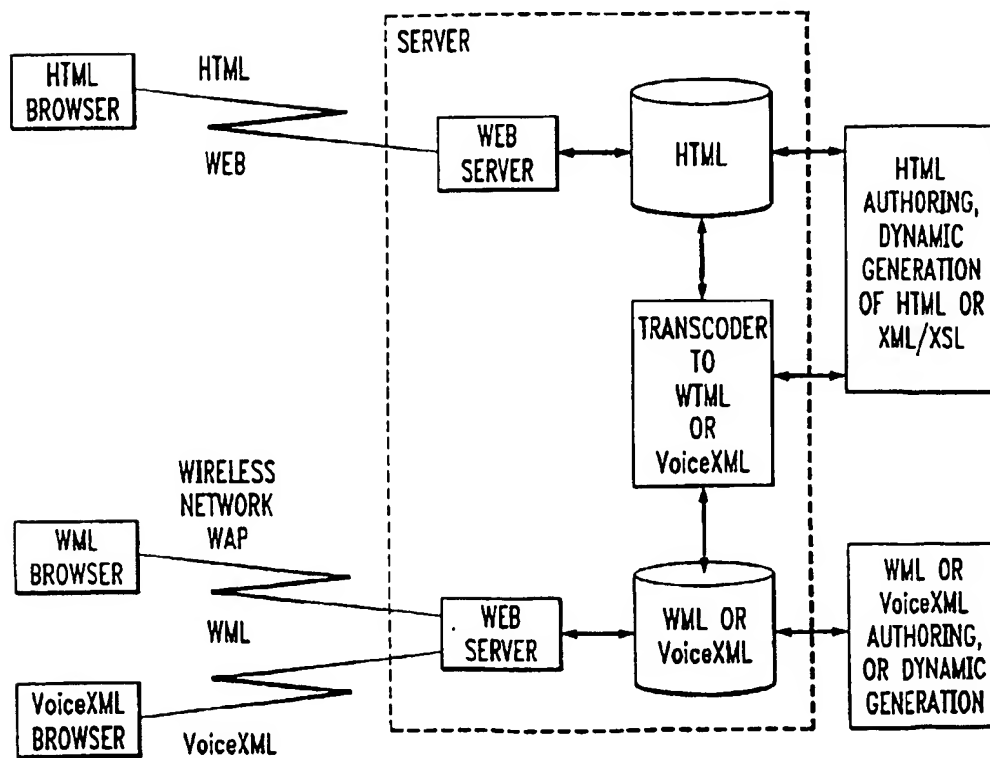 SERVER
HTML
BROWSER
HTML
WEB
WEB
SERVER
HTML
HTML
AUTHORING,
DYNAMIC
GENERATION
OF HTML OR
XML/XSL
TRANSCODER
TO
WTML
OR
VoiceXML
WIRELESS
NETWORK
WAP
WML
BROWSER
WML
WEB
SERVER
WML OR
VoiceXML
WML OR
VoiceXML
AUTHORING,
OR DYNAMIC
GENERATION
VoiceXML
BROWSER
VoiceXML